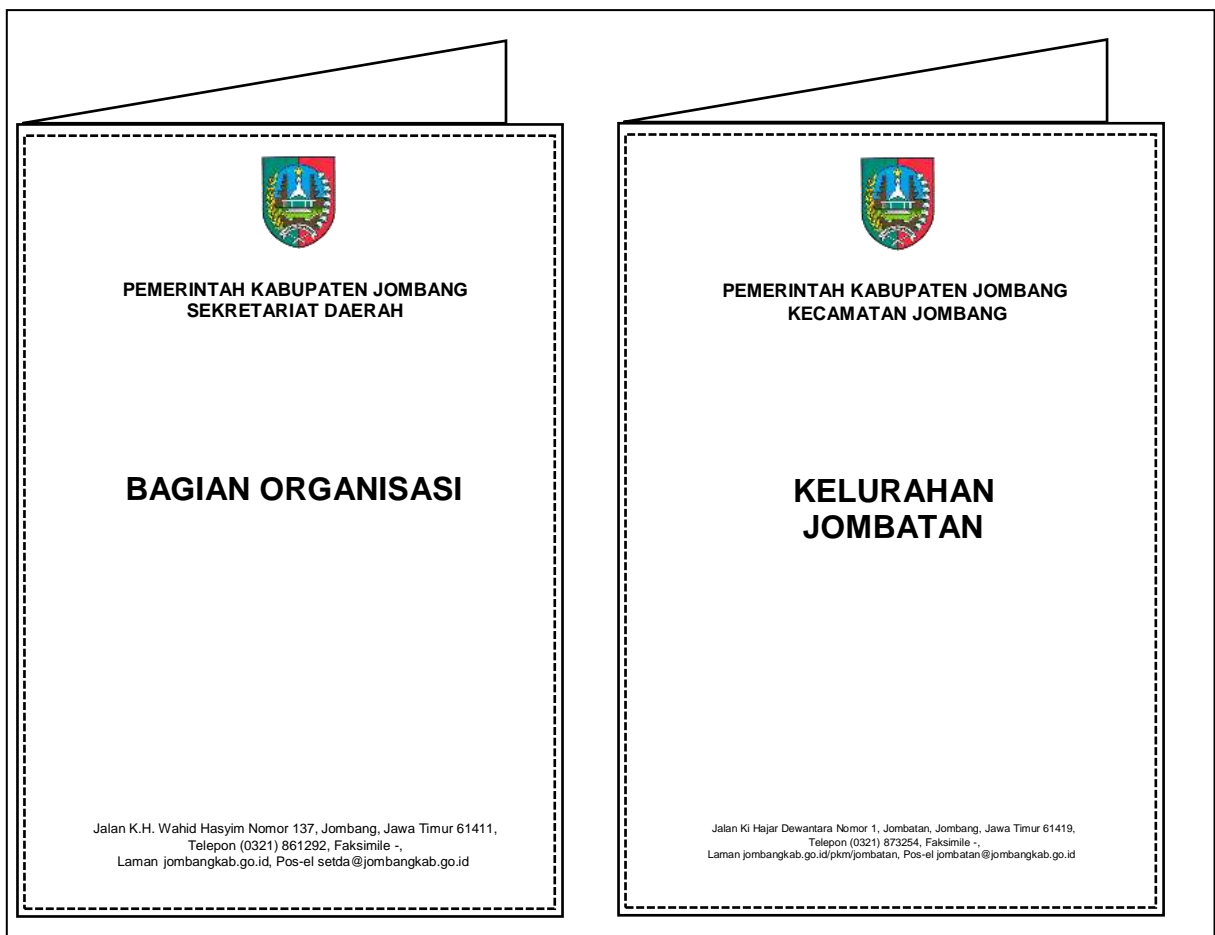 PEMERINTAH KABUPATEN JOMBANG
SEKRETARIAT DAERAH
BAGIAN ORGANISASI
Jalan K.H. Wahid Hasyim Nomor 137, Jombang, Jawa Timur 61411,
Telepon (0321) 861292, Faksimile -,
Laman jombangkab.go.id, Pos-el setda@jombangkab.go.id
PEMERINTAH KABUPATEN JOMBANG
KECAMATAN JOMBANG
KELURAHAN
JOMBATAN
Jalan Ki Hajar Dewantara Nomor 1, Jombatan, Jombang, Jawa Timur 61419,
Telepon (0321) 873254, Faksimile -,
Laman jombangkab.go.id/pkm/jombatan, Pos-el jombatan@jombangkab.go.id